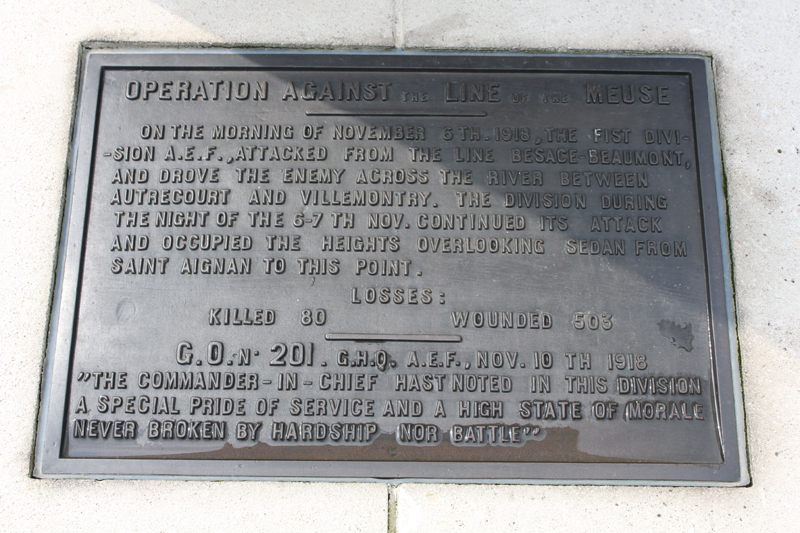 OPERATION AGAINST THE LINE OF THE MEUSE
ON THE MORNING OF NOVEMBER 6TH.1918, THE FIST DIVI-
-SION A.E.F., ATTACKED FROM THE LINE BESACE-BEAUMONT,
AND DROVE THE ENEMY ACROSS THE RIVER BETWEEN
AUTRECOURT AND VILLEMONTRY. THE DIVISION DURING
THE NIGHT OF THE 6-7 TH NOV. CONTINUED ITS ATTACK
AND OCCUPIED THE HEIGHTS OVERLOOKING SEDAN FROM
SAINT AIGNAN TO THIS POINT.
LOSSES:
KILLED 80 WOUNDED 503
G.O.N· 201. G.H.Q. A.E.F., NOV. 10 TH 1918
"THE COMMANDER-IN-CHIEF HAST NOTED IN THIS DIVISION
A SPECIAL PRIDE OF SERVICE AND A HIGH STATE OF MORALE
NEVER BROKEN BY HARDSHIP NOR BATTLE"